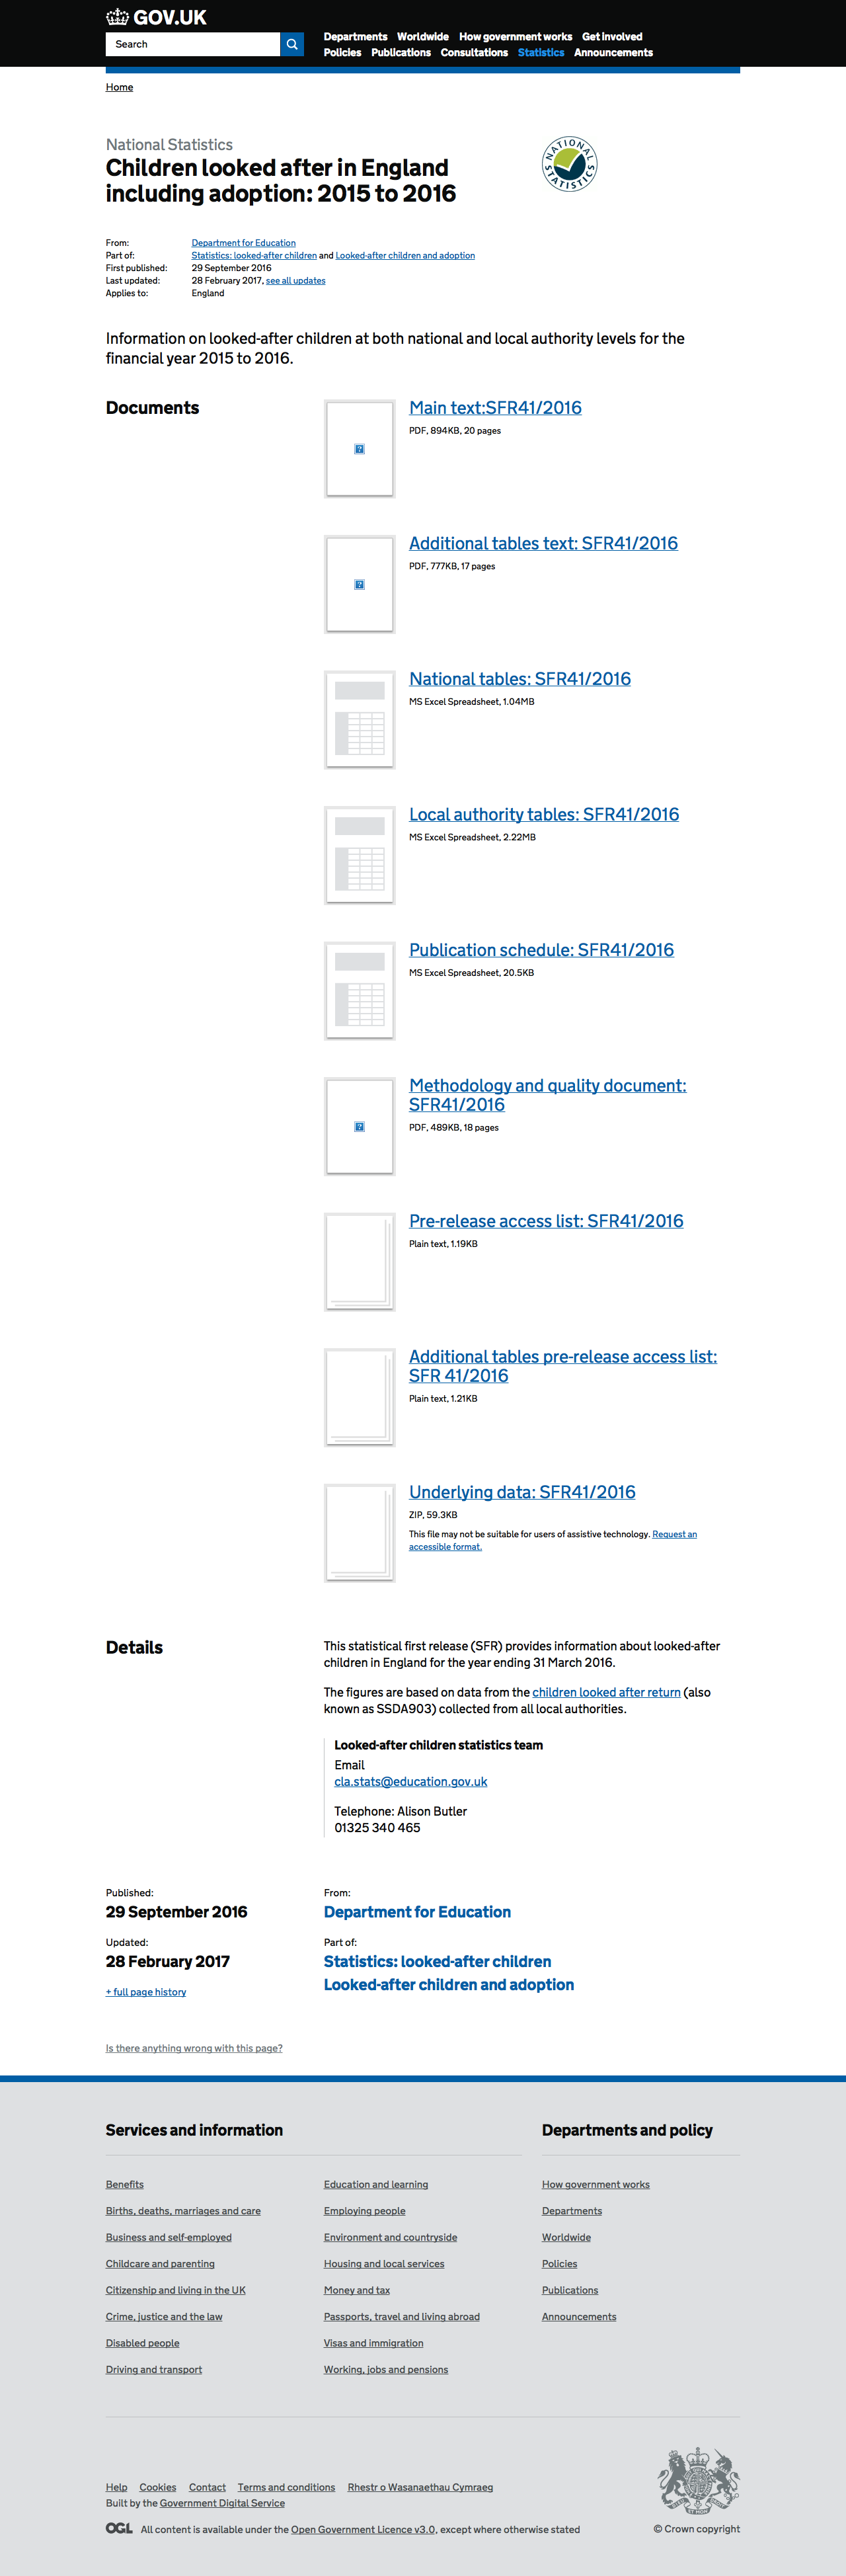 GOV.UK
Search
Departments Worldwide How government works Get involved
Policies Publications Consultations Statistics Announcements
Home
National Statistics
Children looked after in England
including adoption: 2015 to 2016
NATIONAL STATISTICS
From: Department for Education
Part of: Statistics: looked-after children and Looked-after children and adoption
First published: 29 September 2016
Last updated: 28 February 2017, see all updates
Applies to: England
Information on looked-after children at both national and local authority levels for the
financial year 2015 to 2016.
Documents
Main text:SFR41/2016
PDF, 894KB, 20 pages
Additional tables text: SFR41/2016
PDF, 777KB, 17 pages
National tables: SFR41/2016
MS Excel Spreadsheet, 1.04MB
Local authority tables: SFR41/2016
MS Excel Spreadsheet, 2.22MB
Publication schedule: SFR41/2016
MS Excel Spreadsheet, 20.5KB
Methodology and quality document:
SFR41/2016
PDF, 489KB, 18 pages
Pre-release access list: SFR41/2016
Plain text, 1.19KB
Additional tables pre-release access list:
SFR 41/2016
Plain text, 1.21KB
Underlying data: SFR41/2016
ZIP, 59.3KB
This file may not be suitable for users of assistive technology. Request an
accessible format.
Details
This statistical first release (SFR) provides information about looked-after
children in England for the year ending 31 March 2016.
The figures are based on data from the children looked after return (also
known as SSDA903) collected from all local authorities.
Looked-after children statistics team
Email
cla.stats@education.gov.uk
Telephone: Alison Butler
01325 340 465
Published:
29 September 2016
Updated:
28 February 2017
+ full page history
From:
Department for Education
Part of:
Statistics: looked-after children
Looked-after children and adoption
Is there anything wrong with this page?
Services and information
Benefits
Births, deaths, marriages and care
Business and self-employed
Childcare and parenting
Citizenship and living in the UK
Crime, justice and the law
Disabled people
Driving and transport
Education and learning
Employing people
Environment and countryside
Housing and local services
Money and tax
Passports, travel and living abroad
Visas and immigration
Working, jobs and pensions
Departments and policy
How government works
Departments
Worldwide
Policies
Publications
Announcements
Help Cookies Contact Terms and conditions Rhestr o Wasanaethau Cymraeg
Built by the Government Digital Service
OGL All content is available under the Open Government Licence v3.0, except where otherwise stated
© Crown copyright